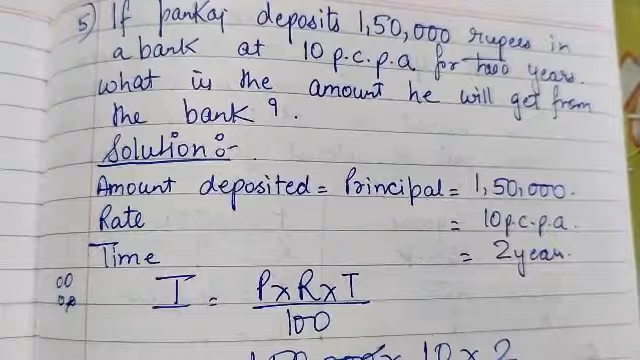 5) If Pankaj deposits 1,50,000 rupees in
a bank at 10 p.c.p.a for two years.
what is the amount he will get from
the bank ?.
Solution :-
Amount deposited = Principal = 1,50,000.
Rate = 10 p.c.p.a.
Time = 2 year.
I = P x R x T
100
10 x 2